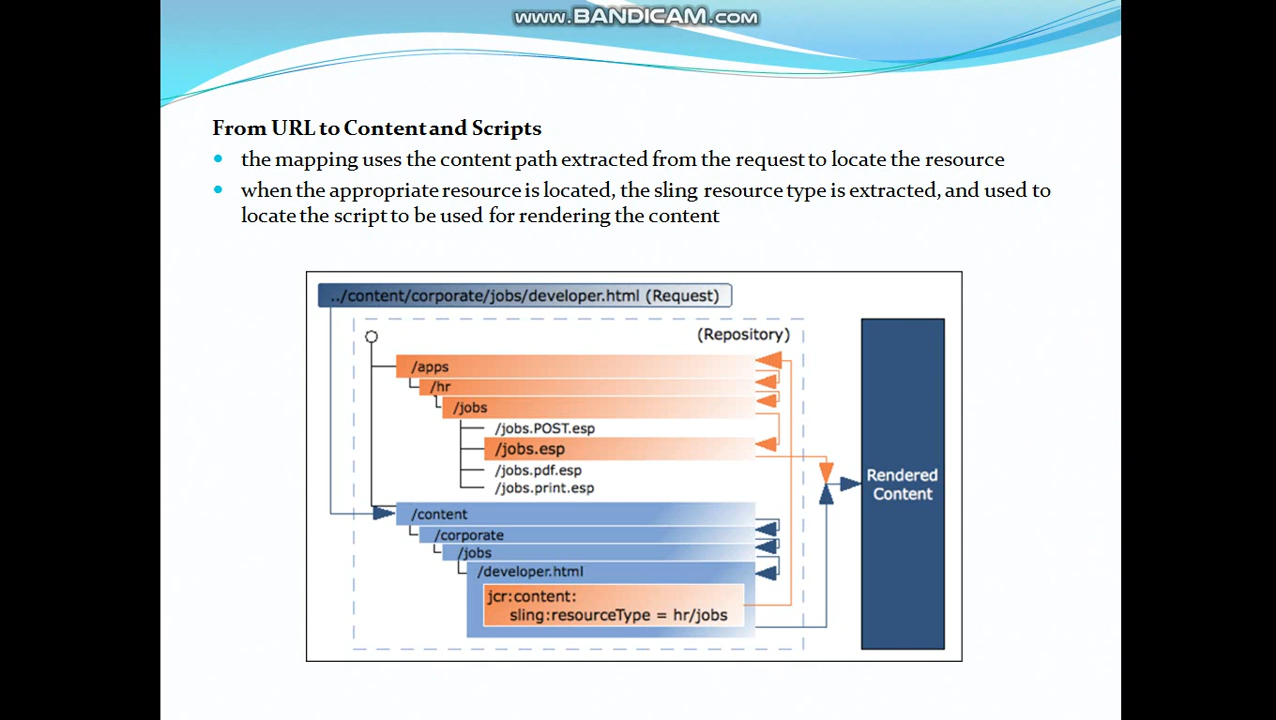 www.BANDICAM.com
From URL to Content and Scripts
the mapping uses the content path extracted from the request to locate the resource
when the appropriate resource is located, the sling resource type is extracted, and used to
locate the script to be used for rendering the content
../content/corporate/jobs/developer.html (Request)
(Repository)
/apps
/hr
/jobs
/jobs.POST.esp
/jobs.esp
/jobs.pdf.esp
/jobs.print.esp
/content
/corporate
/jobs
/developer.html
jcr:content:
sling:resourceType = hr/jobs
Rendered
Content